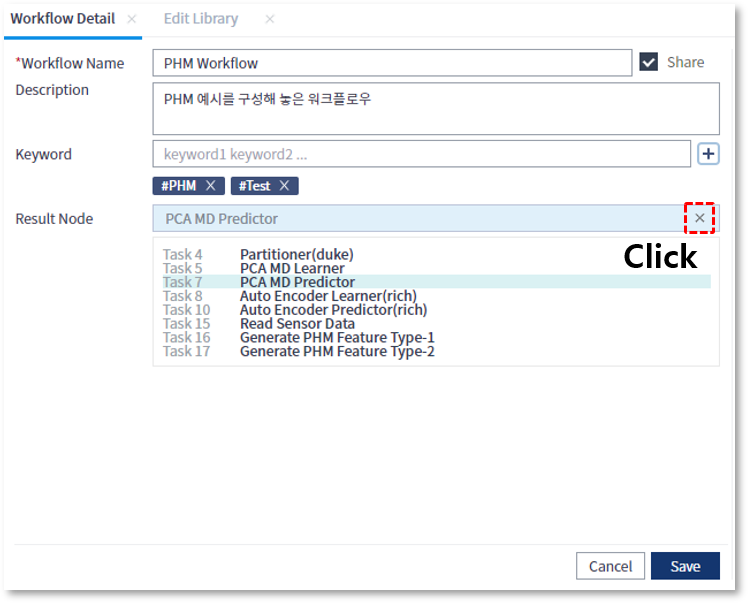 Workflow Detail × Edit Library ×
*Workflow Name PHM Workflow Share
Description PHM 예시를 구성해 놓은 워크플로우
Keyword keyword1 keyword2 ... +
#PHM × #Test ×
Result Node PCA MD Predictor ×
Click
Task 4 Partitioner(duke)
Task 5 PCA MD Learner
Task 7 PCA MD Predictor
Task 8 Auto Encoder Learner(rich)
Task 10 Auto Encoder Predictor(rich)
Task 15 Read Sensor Data
Task 16 Generate PHM Feature Type-1
Task 17 Generate PHM Feature Type-2
Cancel Save